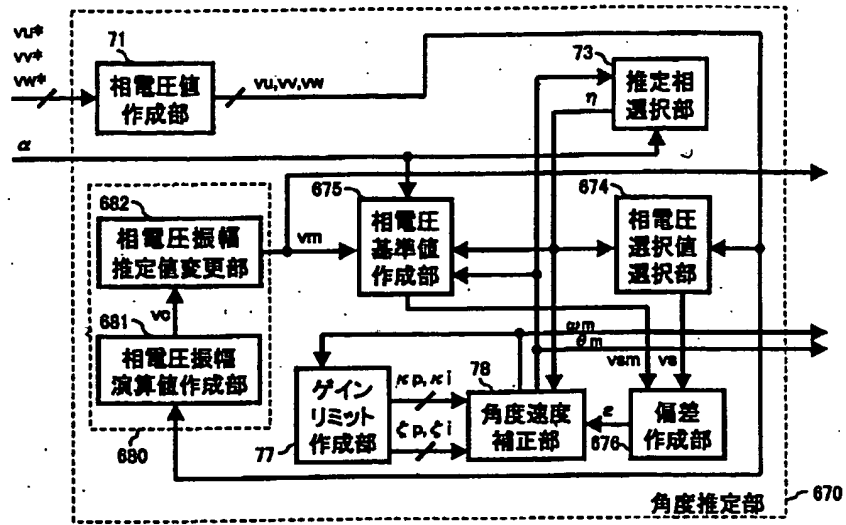 vu*
vv*
vw*
71
相電圧値
作成部
vu,vv,vw
73
推定相
選択部
η
α
682
相電圧振幅
推定値変更部
vm
675
相電圧
基準値
作成部
674
相電圧
選択値
選択部
vc
681
相電圧振幅
演算値作成部
680
ωm
θm
vsm
vs
ゲイン
リミット
作成部
77
κp,κi
ζp,ζi
78
角度速度
補正部
ε
676
偏差
作成部
角度推定部
670